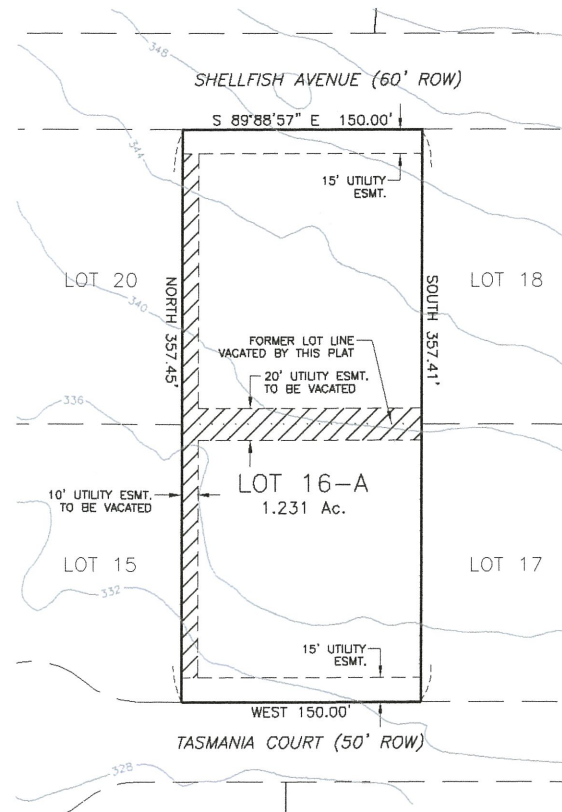 348
SHELLFISH AVENUE (60' ROW)
S 89°88'57" E 150.00'
344
15' UTILITY
ESMT.
LOT 20
LOT 18
NORTH 357.45'
SOUTH 357.41'
340
FORMER LOT LINE
VACATED BY THIS PLAT
20' UTILITY ESMT.
TO BE VACATED
336
LOT 16-A
1.231 Ac.
10' UTILITY ESMT.
TO BE VACATED
LOT 15
LOT 17
332
15' UTILITY
ESMT.
WEST 150.00'
TASMANIA COURT (50' ROW)
328